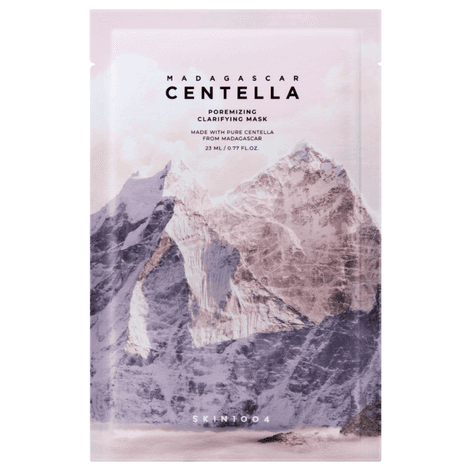 MADAGASCAR
CENTELLA
POREMIZING
CLARIFYING MASK
MADE WITH PURE CENTELLA
FROM MADAGASCAR
23 ML / 0.77 FL.OZ.
SKIN1004